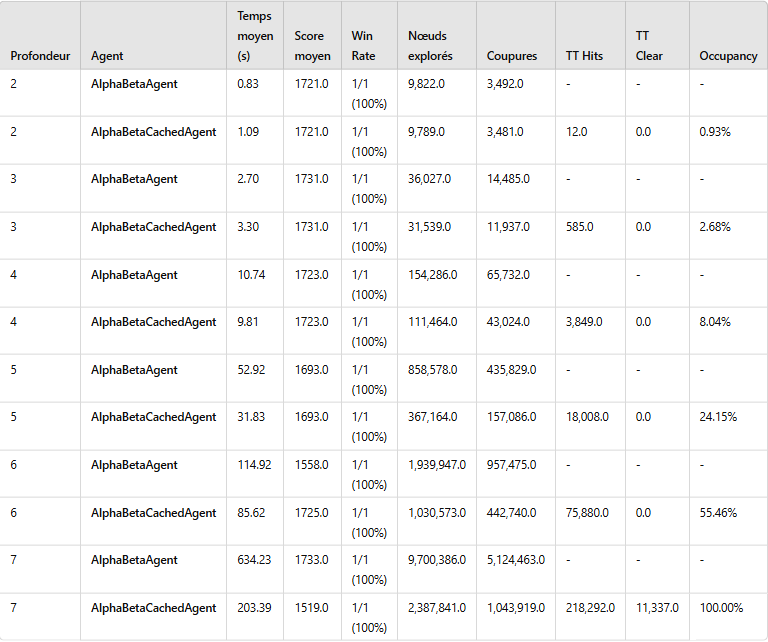 Profondeur Agent Temps moyen (s) Score moyen Win Rate Nœuds explorés Coupures TT Hits TT Clear Occupancy
2 AlphaBetaAgent 0.83 1721.0 1/1 (100%) 9,822.0 3,492.0 - - -
2 AlphaBetaCachedAgent 1.09 1721.0 1/1 (100%) 9,789.0 3,481.0 12.0 0.0 0.93%
3 AlphaBetaAgent 2.70 1731.0 1/1 (100%) 36,027.0 14,485.0 - - -
3 AlphaBetaCachedAgent 3.30 1731.0 1/1 (100%) 31,539.0 11,937.0 585.0 0.0 2.68%
4 AlphaBetaAgent 10.74 1723.0 1/1 (100%) 154,286.0 65,732.0 - - -
4 AlphaBetaCachedAgent 9.81 1723.0 1/1 (100%) 111,464.0 43,024.0 3,849.0 0.0 8.04%
5 AlphaBetaAgent 52.92 1693.0 1/1 (100%) 858,578.0 435,829.0 - - -
5 AlphaBetaCachedAgent 31.83 1693.0 1/1 (100%) 367,164.0 157,086.0 18,008.0 0.0 24.15%
6 AlphaBetaAgent 114.92 1558.0 1/1 (100%) 1,939,947.0 957,475.0 - - -
6 AlphaBetaCachedAgent 85.62 1725.0 1/1 (100%) 1,030,573.0 442,740.0 75,880.0 0.0 55.46%
7 AlphaBetaAgent 634.23 1733.0 1/1 (100%) 9,700,386.0 5,124,463.0 - - -
7 AlphaBetaCachedAgent 203.39 1519.0 1/1 (100%) 2,387,841.0 1,043,919.0 218,292.0 11,337.0 100.00%